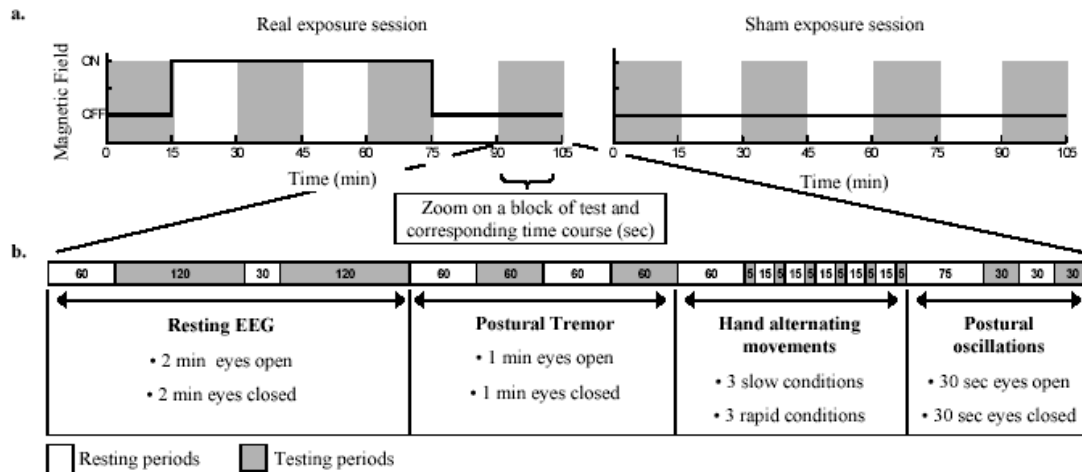 a.
Real exposure session
Sham exposure session
Magnetic Field
ON
OFF
0 15 30 45 60 75 90 105
0 15 30 45 60 75 90 105
Time (min)
Time (min)
Zoom on a block of test and
corresponding time course (sec)
b.
60 120 30 120 60 60 60 60 60 5 15 5 15 5 15 5 15 5 15 5 75 30 30 30
Resting EEG
• 2 min eyes open
• 2 min eyes closed
Postural Tremor
• 1 min eyes open
• 1 min eyes closed
Hand alternating
movements
• 3 slow conditions
• 3 rapid conditions
Postural
oscillations
• 30 sec eyes open
• 30 sec eyes closed
Resting periods
Testing periods